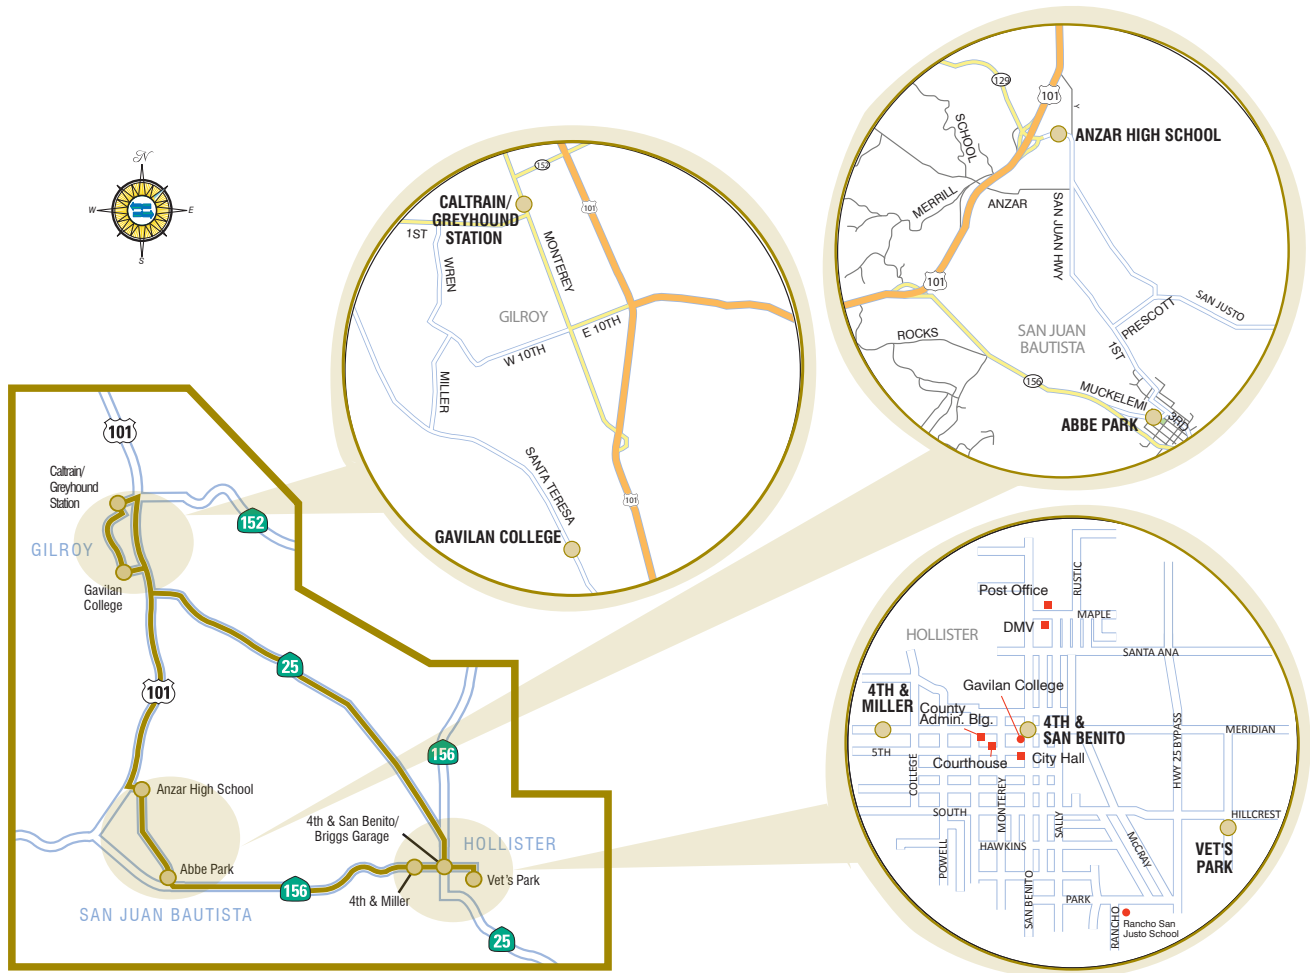 N
W
E
S
101
Caltrain/
Greyhound
Station
152
GILROY
Gavilan
College
25
101
156
Anzar High School
4th & San Benito/
Briggs Garage
HOLLISTER
Abbe Park
Vet's Park
156
4th & Miller
SAN JUAN BAUTISTA
25
152
CALTRAIN/
GREYHOUND
STATION
101
1ST
WREN
MONTEREY
GILROY
E 10TH
W 10TH
MILLER
SANTA TERESA
101
GAVILAN COLLEGE
129
101
Y
SCHOOL
ANZAR HIGH SCHOOL
MERRILL
ANZAR
SAN JUAN HWY
101
SAN JUSTO
PRESCOTT
ROCKS
SAN JUAN
BAUTISTA
1ST
156
MUCKELEMI
ABBE PARK
3RD
RUSTIC
Post Office
MAPLE
DMV
HOLLISTER
SANTA ANA
Gavilan College
4TH &
MILLER
County
Admin. Blg.
4TH &
SAN BENITO
HWY 25 BYPASS
MERIDIAN
5TH
Courthouse
City Hall
COLLEGE
MONTEREY
SOUTH
SALLY
HILLCREST
POWELL
HAWKINS
McCRAY
VET'S
PARK
SAN BENITO
PARK
RANCHO
Rancho San
Justo School